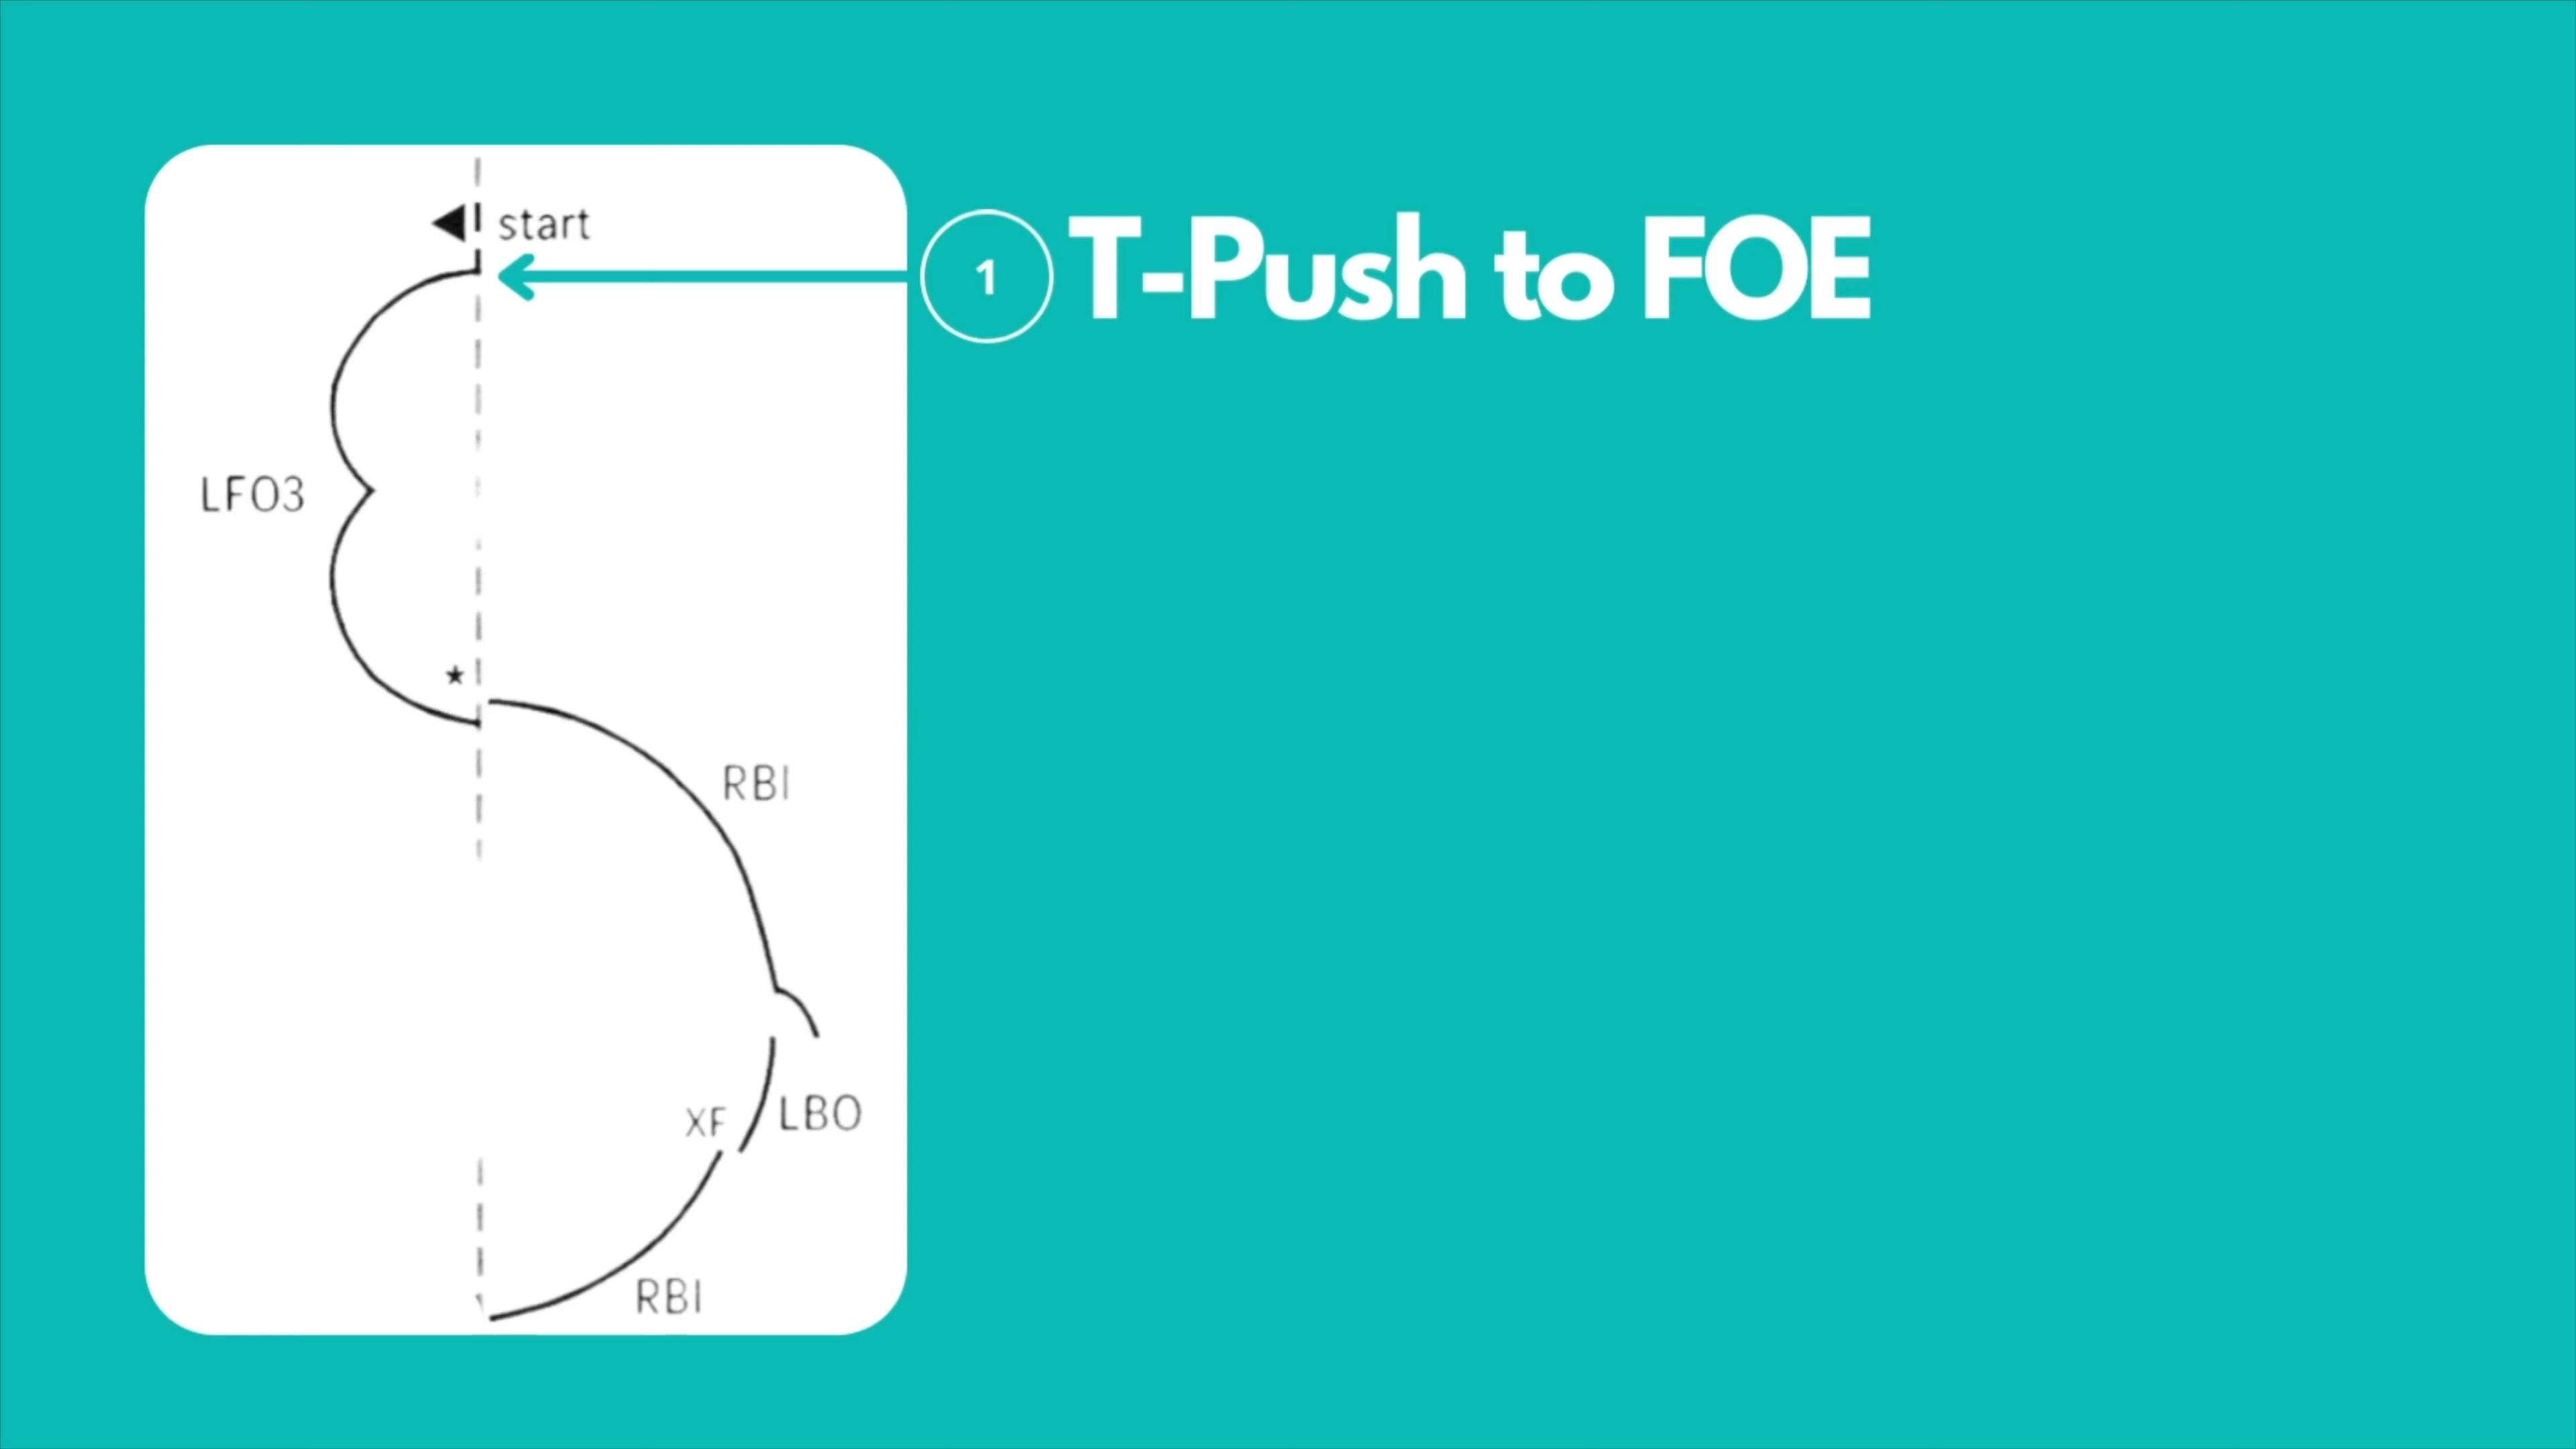 start
1
T-Push to FOE
LFO3
★
RBI
XF
LBO
RBI